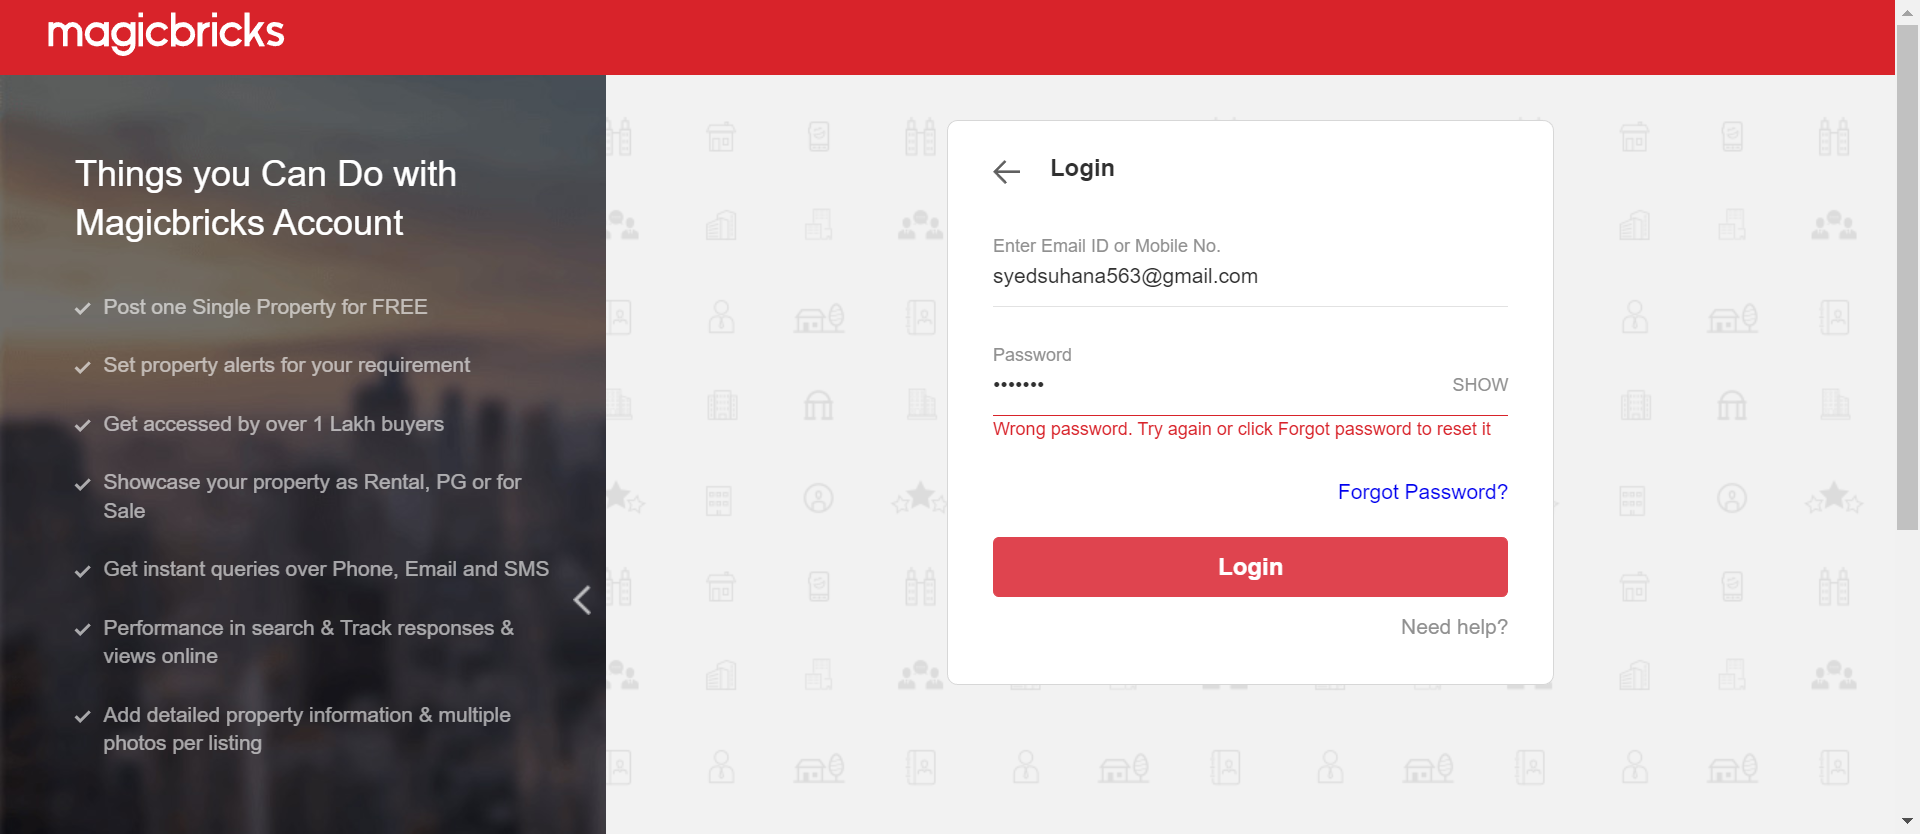 magicbricks
Things you Can Do with
Magicbricks Account
Post one Single Property for FREE
Set property alerts for your requirement
Get accessed by over 1 Lakh buyers
Showcase your property as Rental, PG or for
Sale
Get instant queries over Phone, Email and SMS
Performance in search & Track responses &
views online
Add detailed property information & multiple
photos per listing
Login
Enter Email ID or Mobile No.
syedsuhana563@gmail.com
Password
••••••• SHOW
Wrong password. Try again or click Forgot password to reset it
Forgot Password?
Login
Need help?